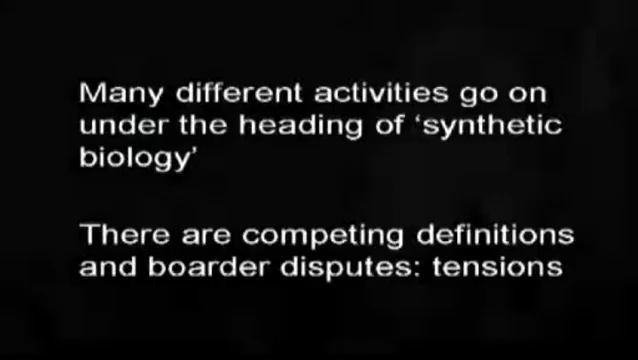 Many different activities go on
under the heading of ‘synthetic
biology’
There are competing definitions
and boarder disputes: tensions